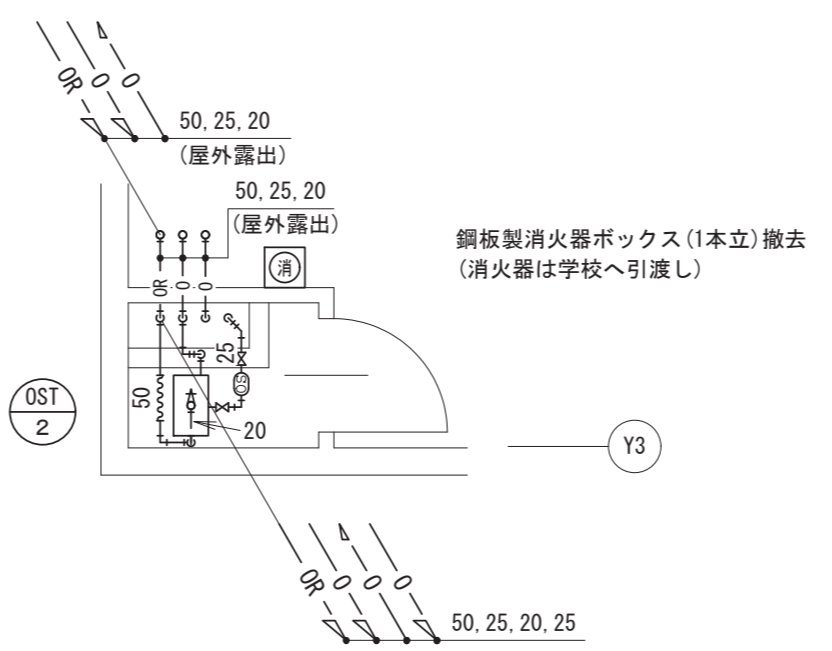 OR
O
O
50, 25, 20
(屋外露出)
50, 25, 20
(屋外露出)
消
鋼板製消火器ボックス(1本立)撤去
(消火器は学校へ引渡し)
OR
O
O
25
OS
50
20
OST
2
Y3
OR
O
O
O
50, 25, 20, 25